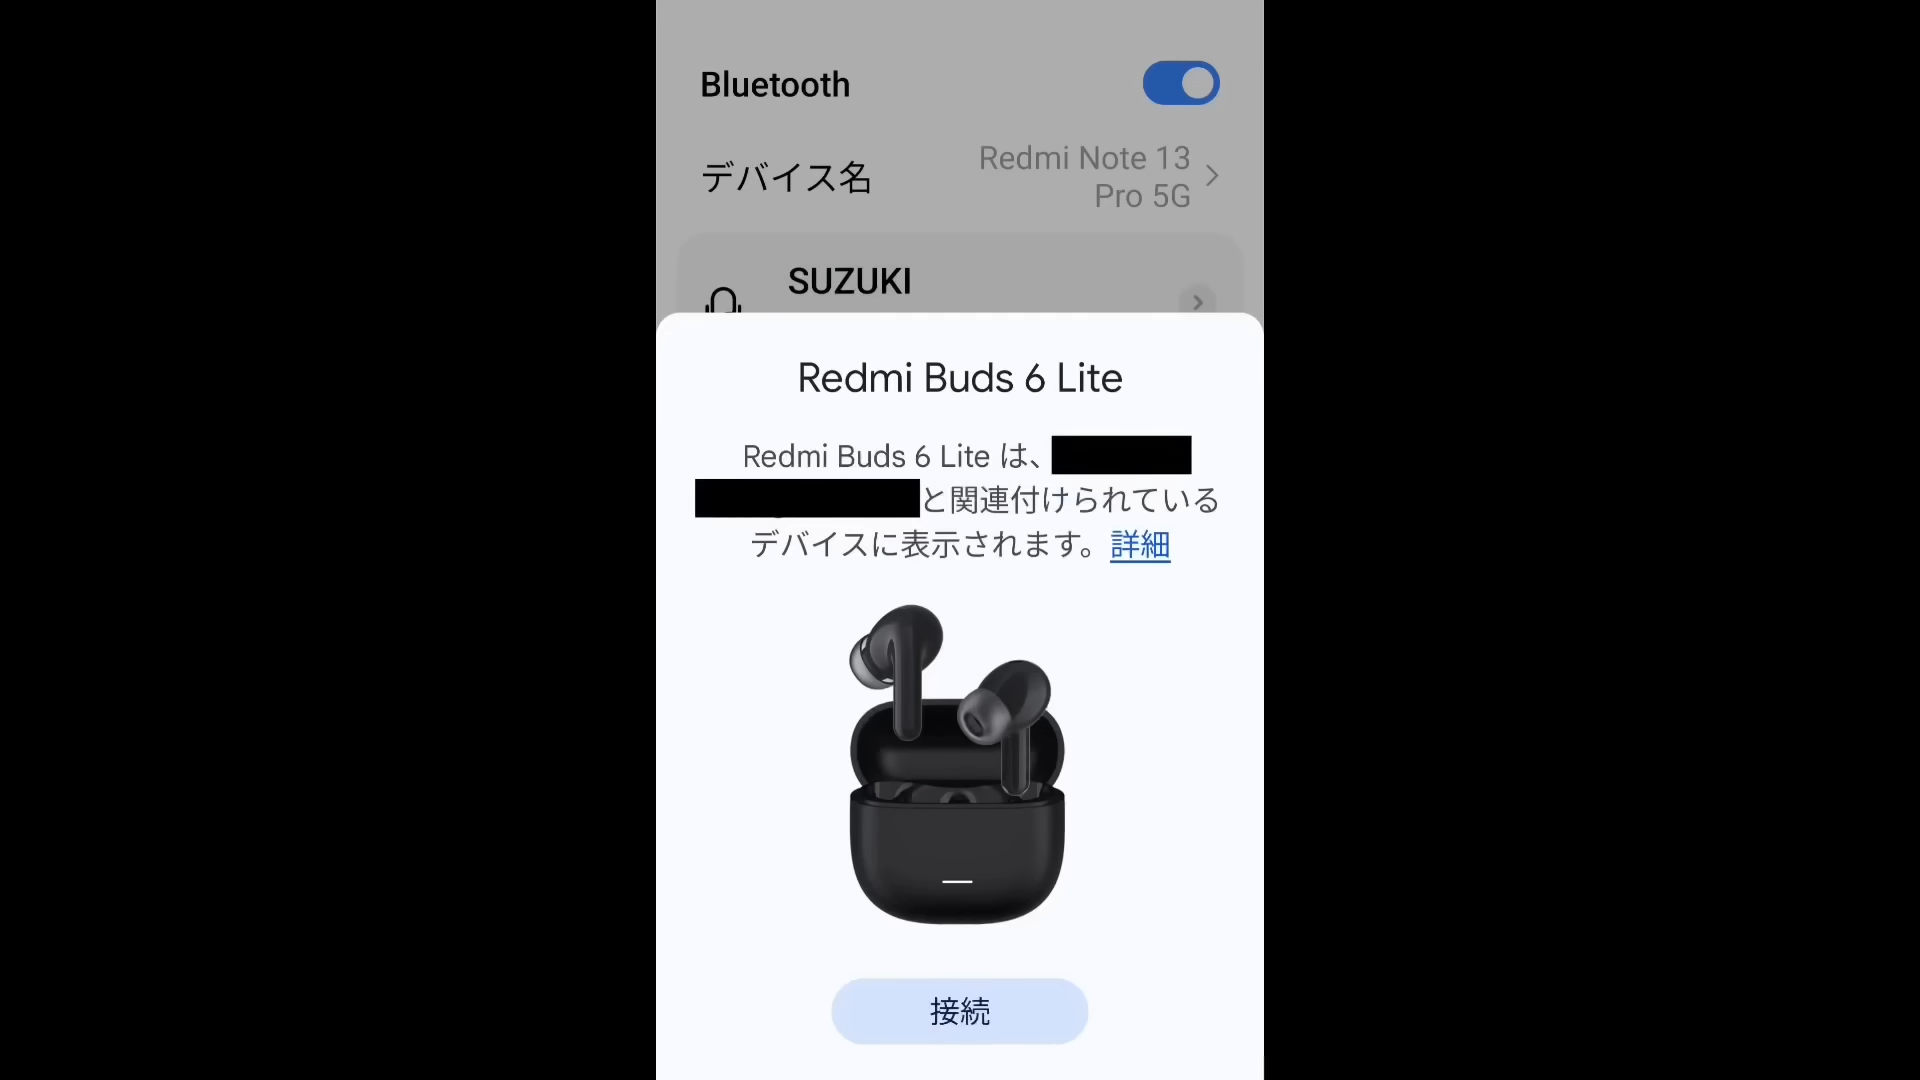 Bluetooth
デバイス名
Redmi Note 13
Pro 5G
SUZUKI
Redmi Buds 6 Lite
Redmi Buds 6 Lite は、
と関連付けられている
デバイスに表示されます。詳細
接続